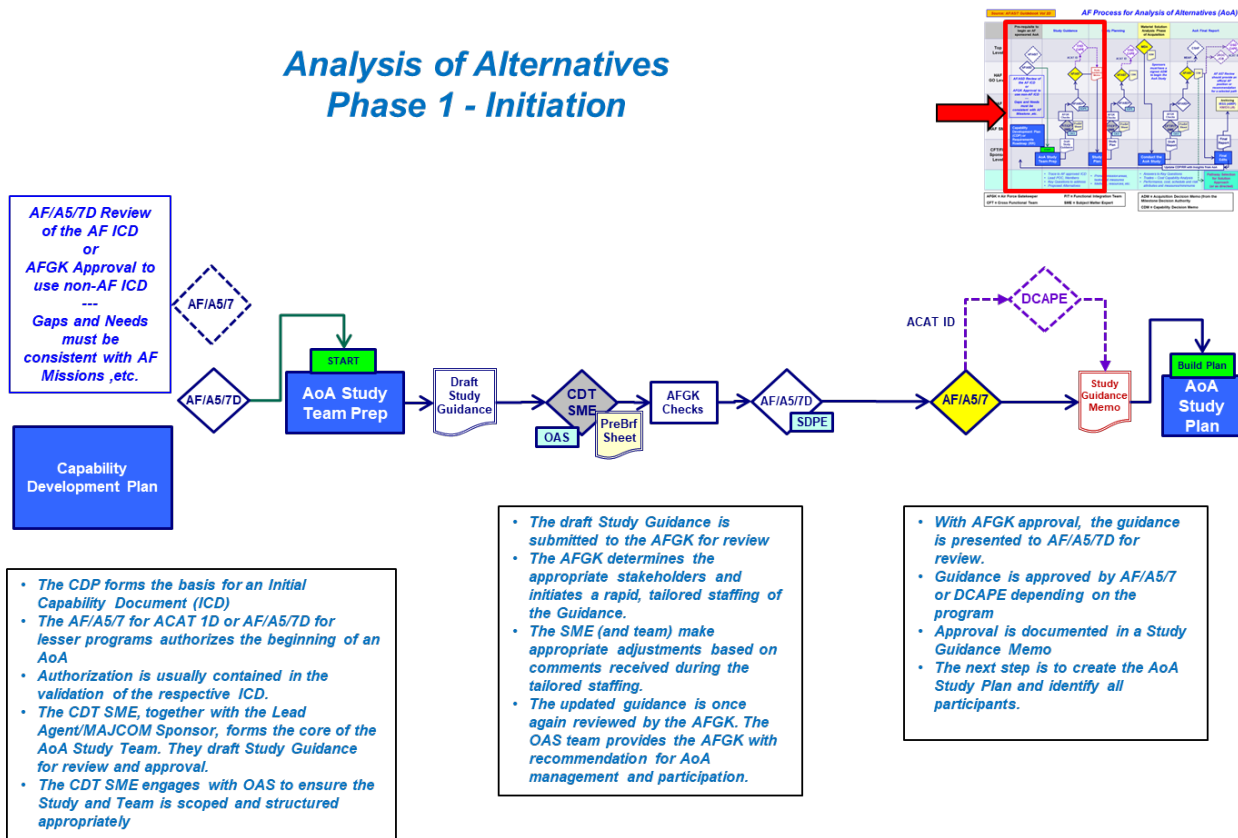 Analysis of Alternatives
Phase 1 - Initiation
AF Process for Analysis of Alternatives (AoA)
Study Guidance
AoA Final Report
AF/A5/7D Review
of the AF ICD
or
AFGK Approval to
use non-AF ICD
---
Gaps and Needs
must be
consistent with AF
Missions ,etc.
AF/A5/7
AF/A5/7D
START
AoA Study
Team Prep
Draft
Study
Guidance
CDT
SME
OAS
PreBrf
Sheet
AFGK
Checks
AF/A5/7D
SDPE
ACAT ID
DCAPE
AF/A5/7
Study
Guidance
Memo
Build Plan
AoA
Study
Plan
Capability
Development Plan
• The CDP forms the basis for an Initial
Capability Document (ICD)
• The AF/A5/7 for ACAT 1D or AF/A5/7D for
lesser programs authorizes the beginning of an
AoA
• Authorization is usually contained in the
validation of the respective ICD.
• The CDT SME, together with the Lead
Agent/MAJCOM Sponsor, forms the core of the
AoA Study Team. They draft Study Guidance
for review and approval.
• The CDT SME engages with OAS to ensure the
Study and Team is scoped and structured
appropriately
• The draft Study Guidance is
submitted to the AFGK for review
• The AFGK determines the
appropriate stakeholders and
initiates a rapid, tailored staffing of
the Guidance.
• The SME (and team) make
appropriate adjustments based on
comments received during the
tailored staffing.
• The updated guidance is once
again reviewed by the AFGK. The
OAS team provides the AFGK with
recommendation for AoA
management and participation.
• With AFGK approval, the guidance
is presented to AF/A5/7D for
review.
• Guidance is approved by AF/A5/7
or DCAPE depending on the
program
• Approval is documented in a Study
Guidance Memo
• The next step is to create the AoA
Study Plan and identify all
participants.